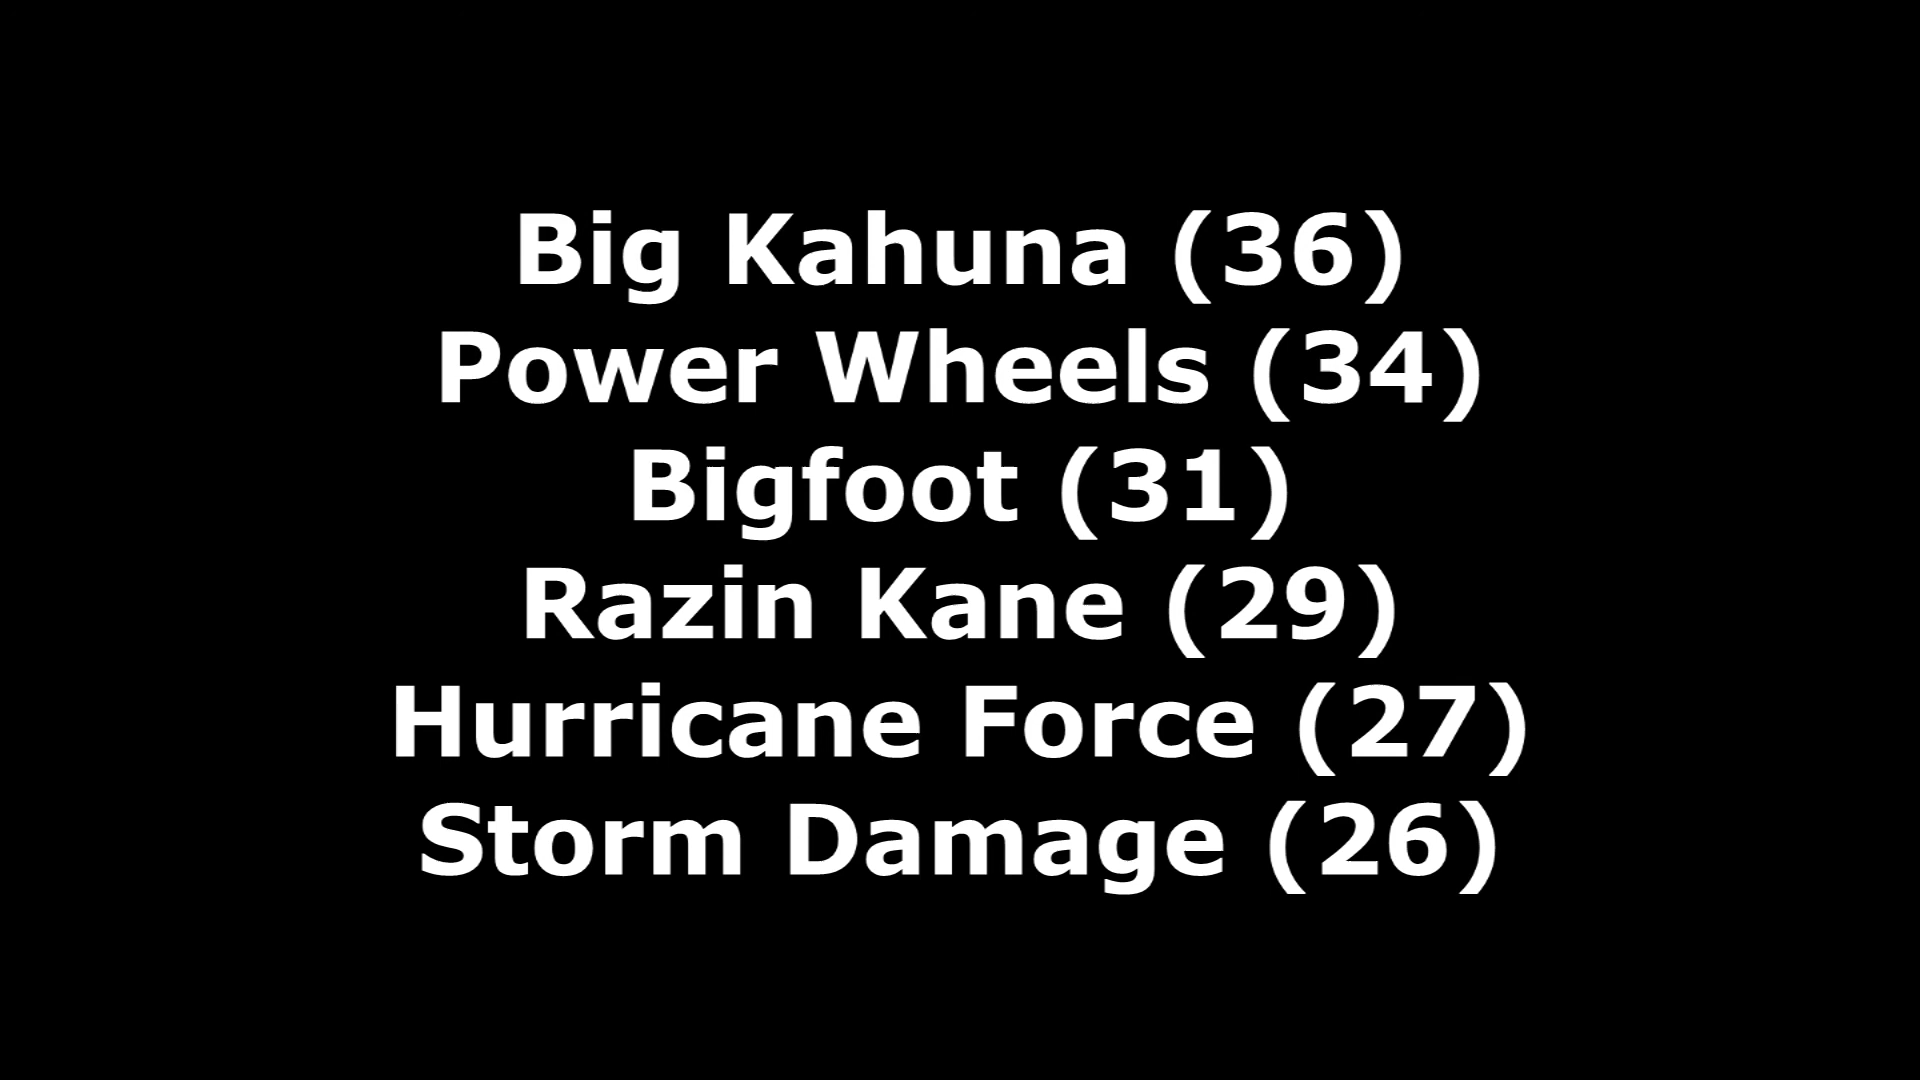 Big Kahuna (36)
Power Wheels (34)
Bigfoot (31)
Razin Kane (29)
Hurricane Force (27)
Storm Damage (26)